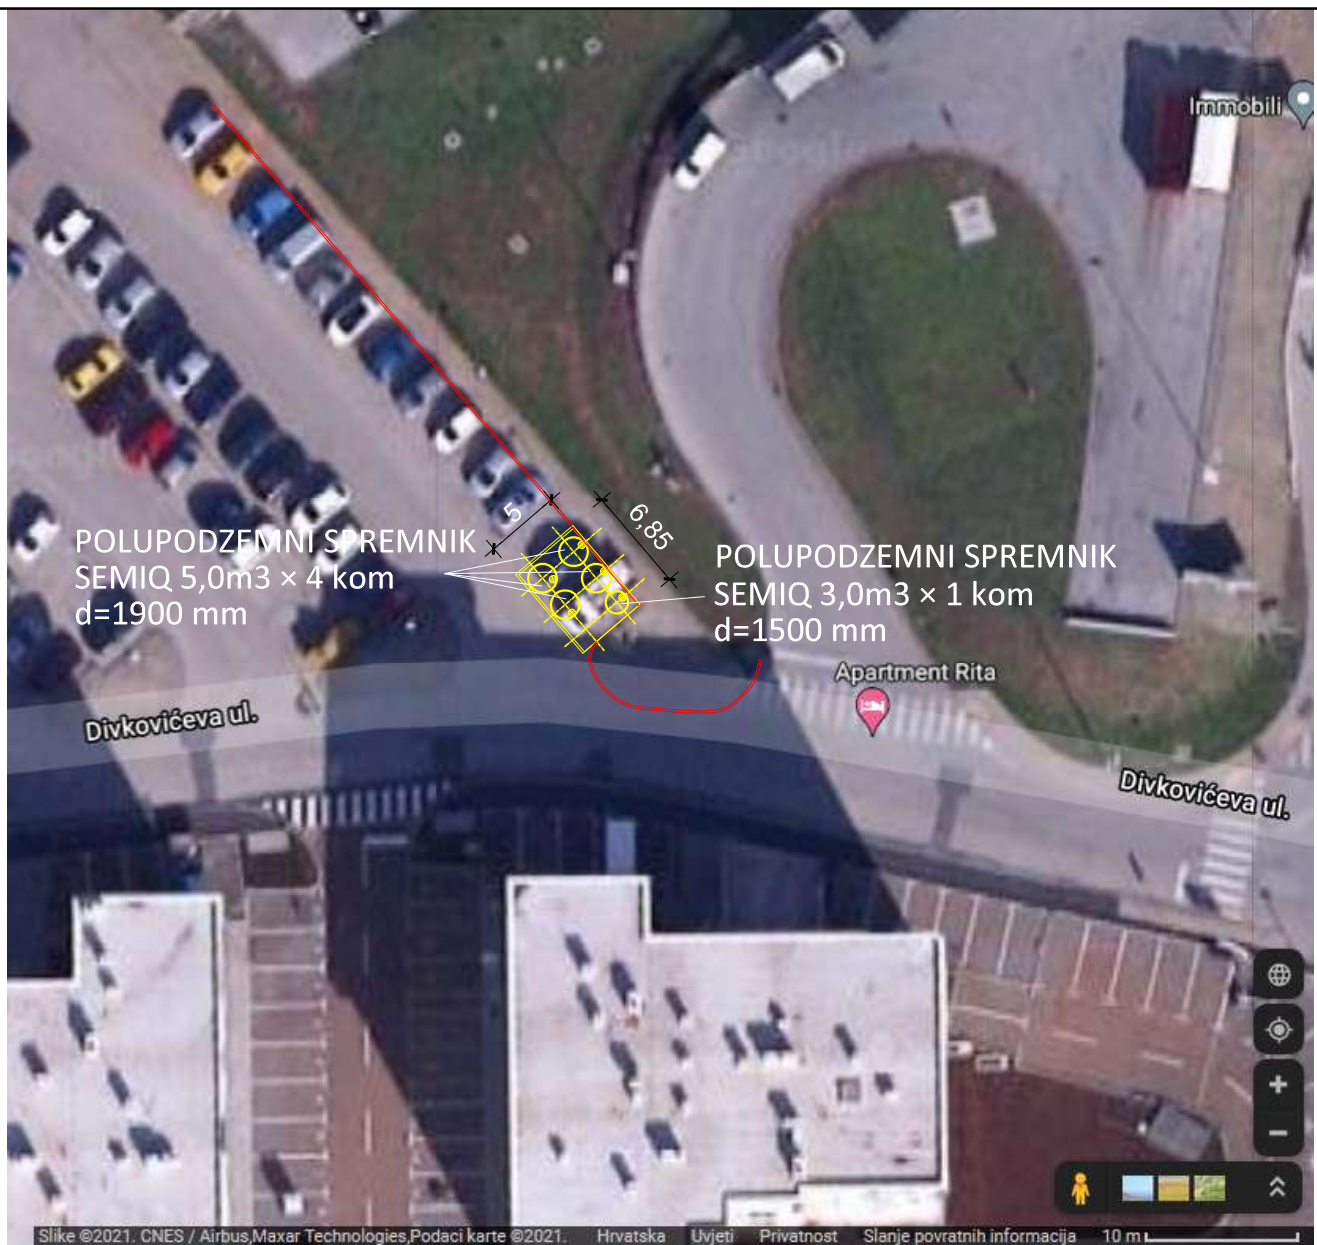 Immobili
5
6,85
POLUPODZEMNI SPREMNIK
SEMIQ 5,0m3 × 4 kom
d=1900 mm
POLUPODZEMNI SPREMNIK
SEMIQ 3,0m3 × 1 kom
d=1500 mm
Apartment Rita
Divkovićeva ul.
Divkovićeva ul.
Slike ©2021. CNES / Airbus,Maxar Technologies,Podaci karte ©2021. Hrvatska Uvjeti Privatnost Slanje povratnih informacija 10 m